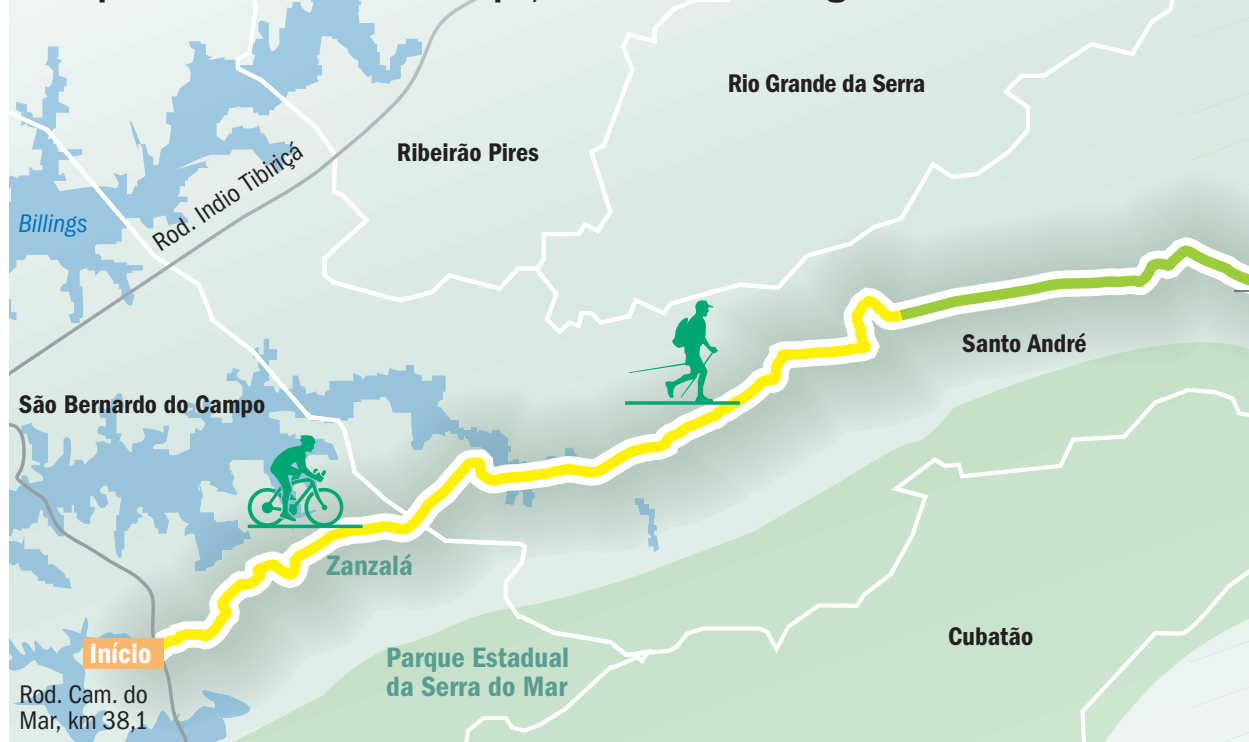 Rio Grande da Serra
Ribeirão Pires
Rod. Indio Tibiriçá
Billings
Santo André
São Bernardo do Campo
Zanzalá
Cubatão
Início
Parque Estadual
da Serra do Mar
Rod. Cam. do
Mar, km 38,1